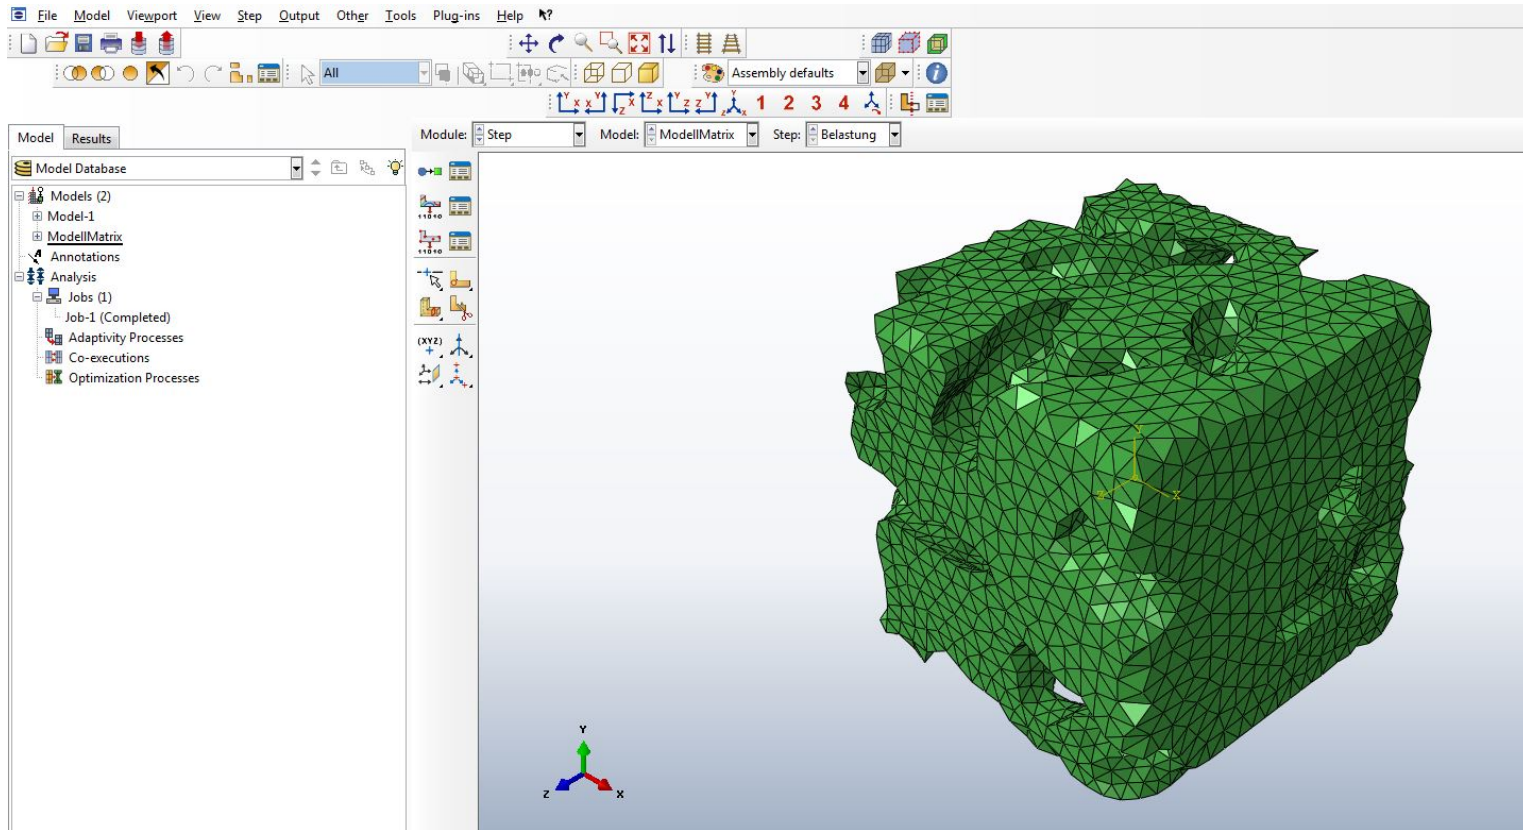 File Model Viewport View Step Output Other Tools Plug-ins Help
All Assembly defaults
1 2 3 4
Model Results Module: Step Model: ModellMatrix Step: Belastung
Model Database
Models (2)
Model-1
ModellMatrix
Annotations
Analysis
Jobs (1)
Job-1 (Completed)
Adaptivity Processes
Co-executions
Optimization Processes
(XYZ)
Y
Z X
Y
Z X